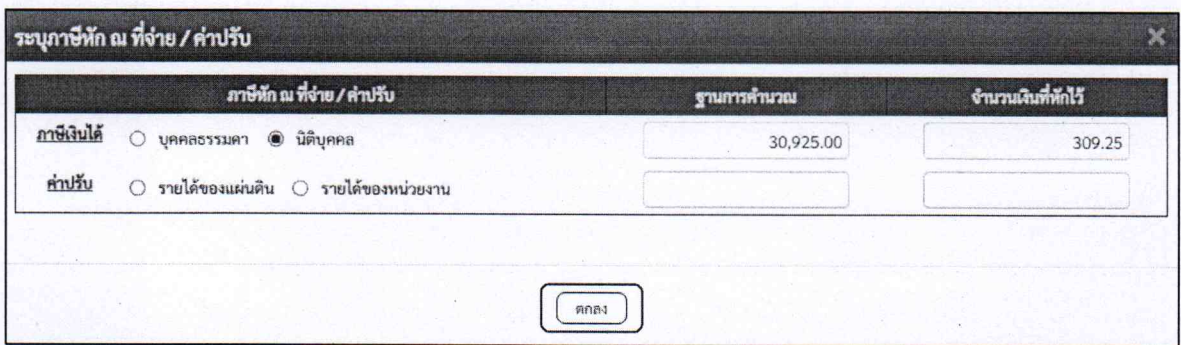 ระบุภาษีหัก ณ ที่จ่าย / ค่าปรับ
ภาษีหัก ณ ที่จ่าย / ค่าปรับ ฐานการคำนวณ จำนวนเงินที่หักไว้
ภาษีเงินได้ บุคคลธรรมดา นิติบุคคล 30,925.00 309.25
ค่าปรับ รายได้ของแผ่นดิน รายได้ของหน่วยงาน
ตกลง